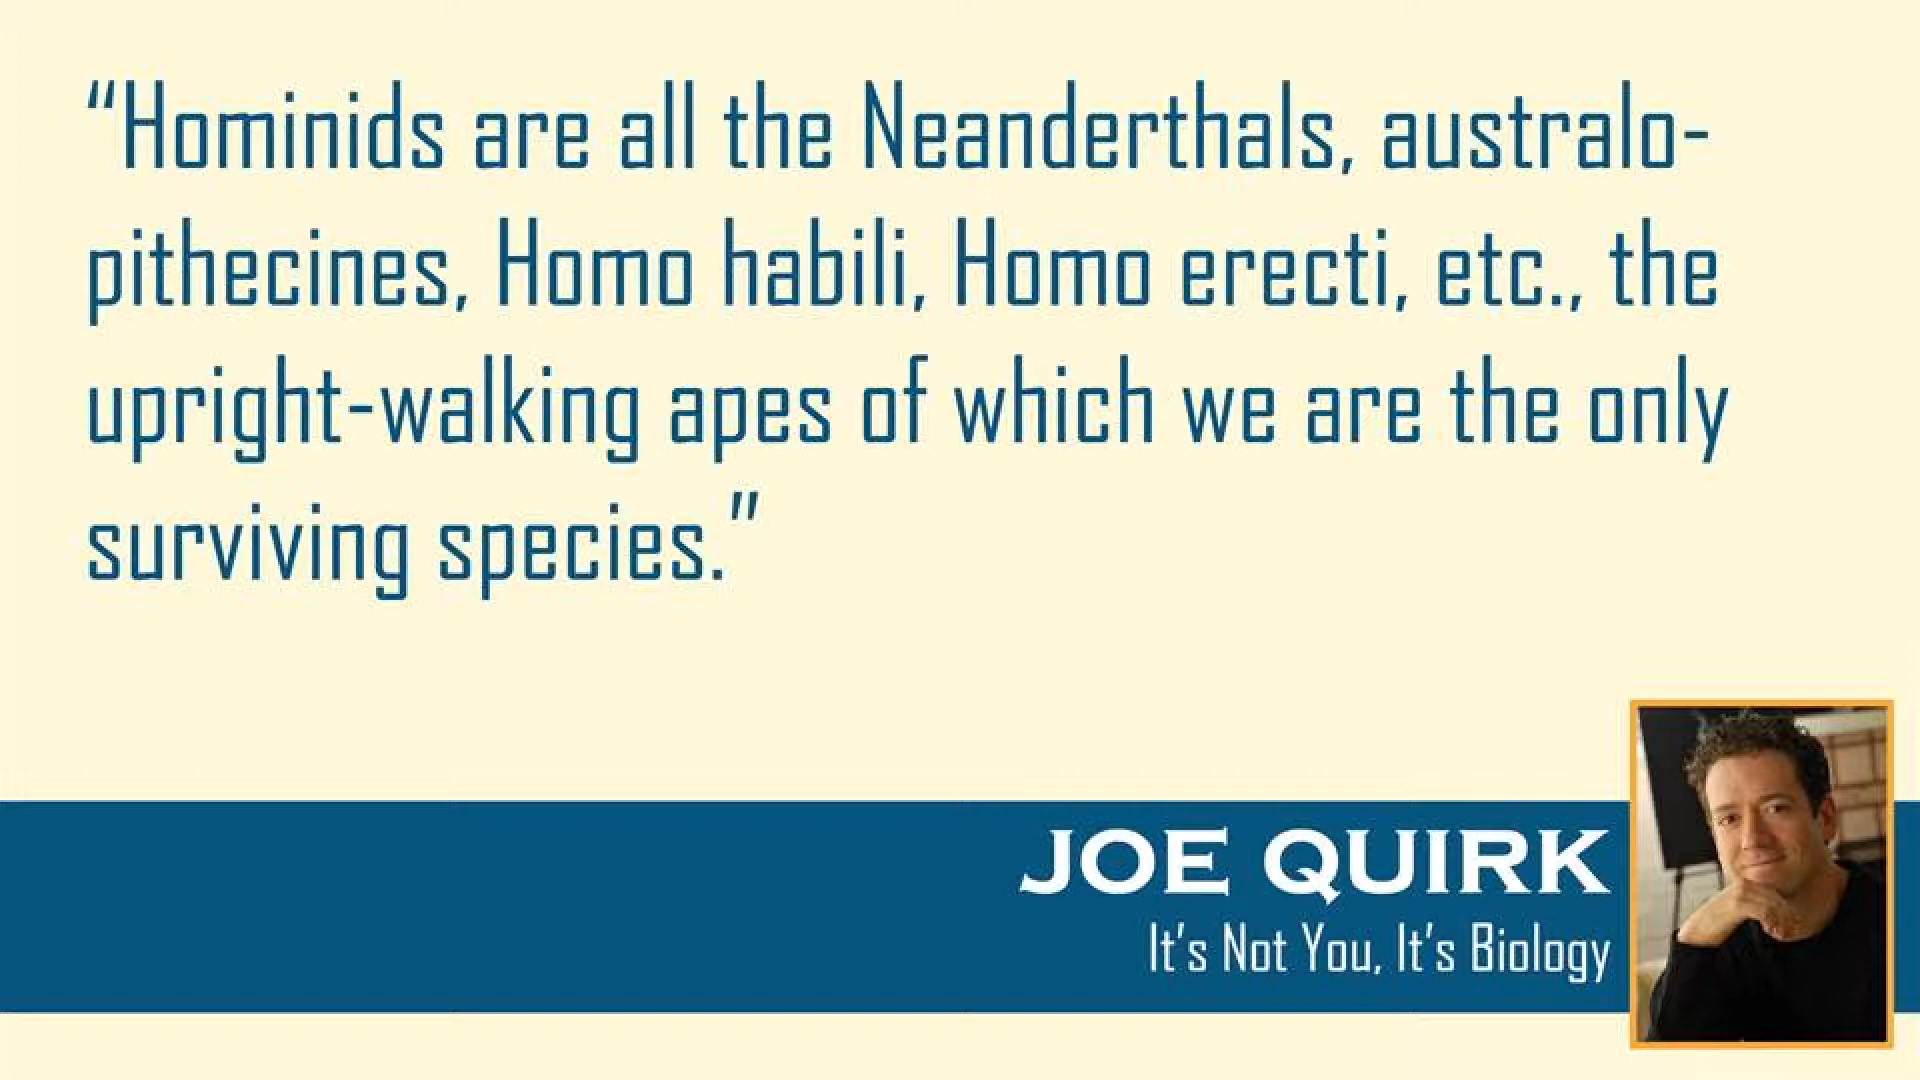 “Hominids are all the Neanderthals, australo-
pithecines, Homo habili, Homo erecti, etc., the
upright-walking apes of which we are the only
surviving species.”
JOE QUIRK
It’s Not You, It’s Biology